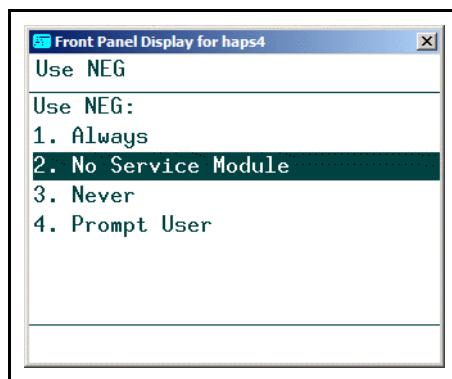 Front Panel Display for haps4
Use NEG
Use NEG:
1. Always
2. No Service Module
3. Never
4. Prompt User